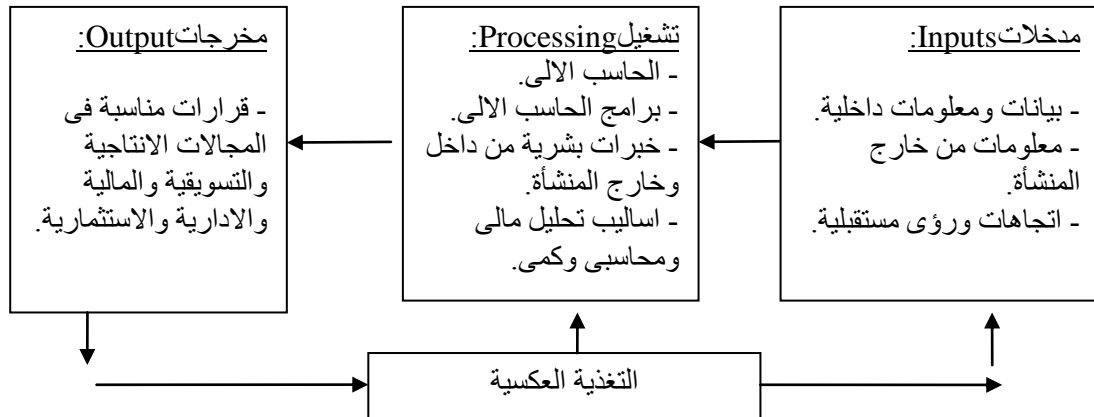 مدخلاتInputs:
- بيانات ومعلومات داخلية.
- معلومات من خارج
المنشأة.
- اتجاهات ورؤى مستقبلية.
تشغيلProcessing:
- الحاسب الالى.
- برامج الحاسب الالى.
- خبرات بشرية من داخل
وخارج المنشأة.
- اساليب تحليل مالى
ومحاسبى وكمى.
مخرجاتOutput:
- قرارات مناسبة فى
المجالات الانتاجية
والتسويقية والمالية
والادارية والاستثمارية.
التغذية العكسية